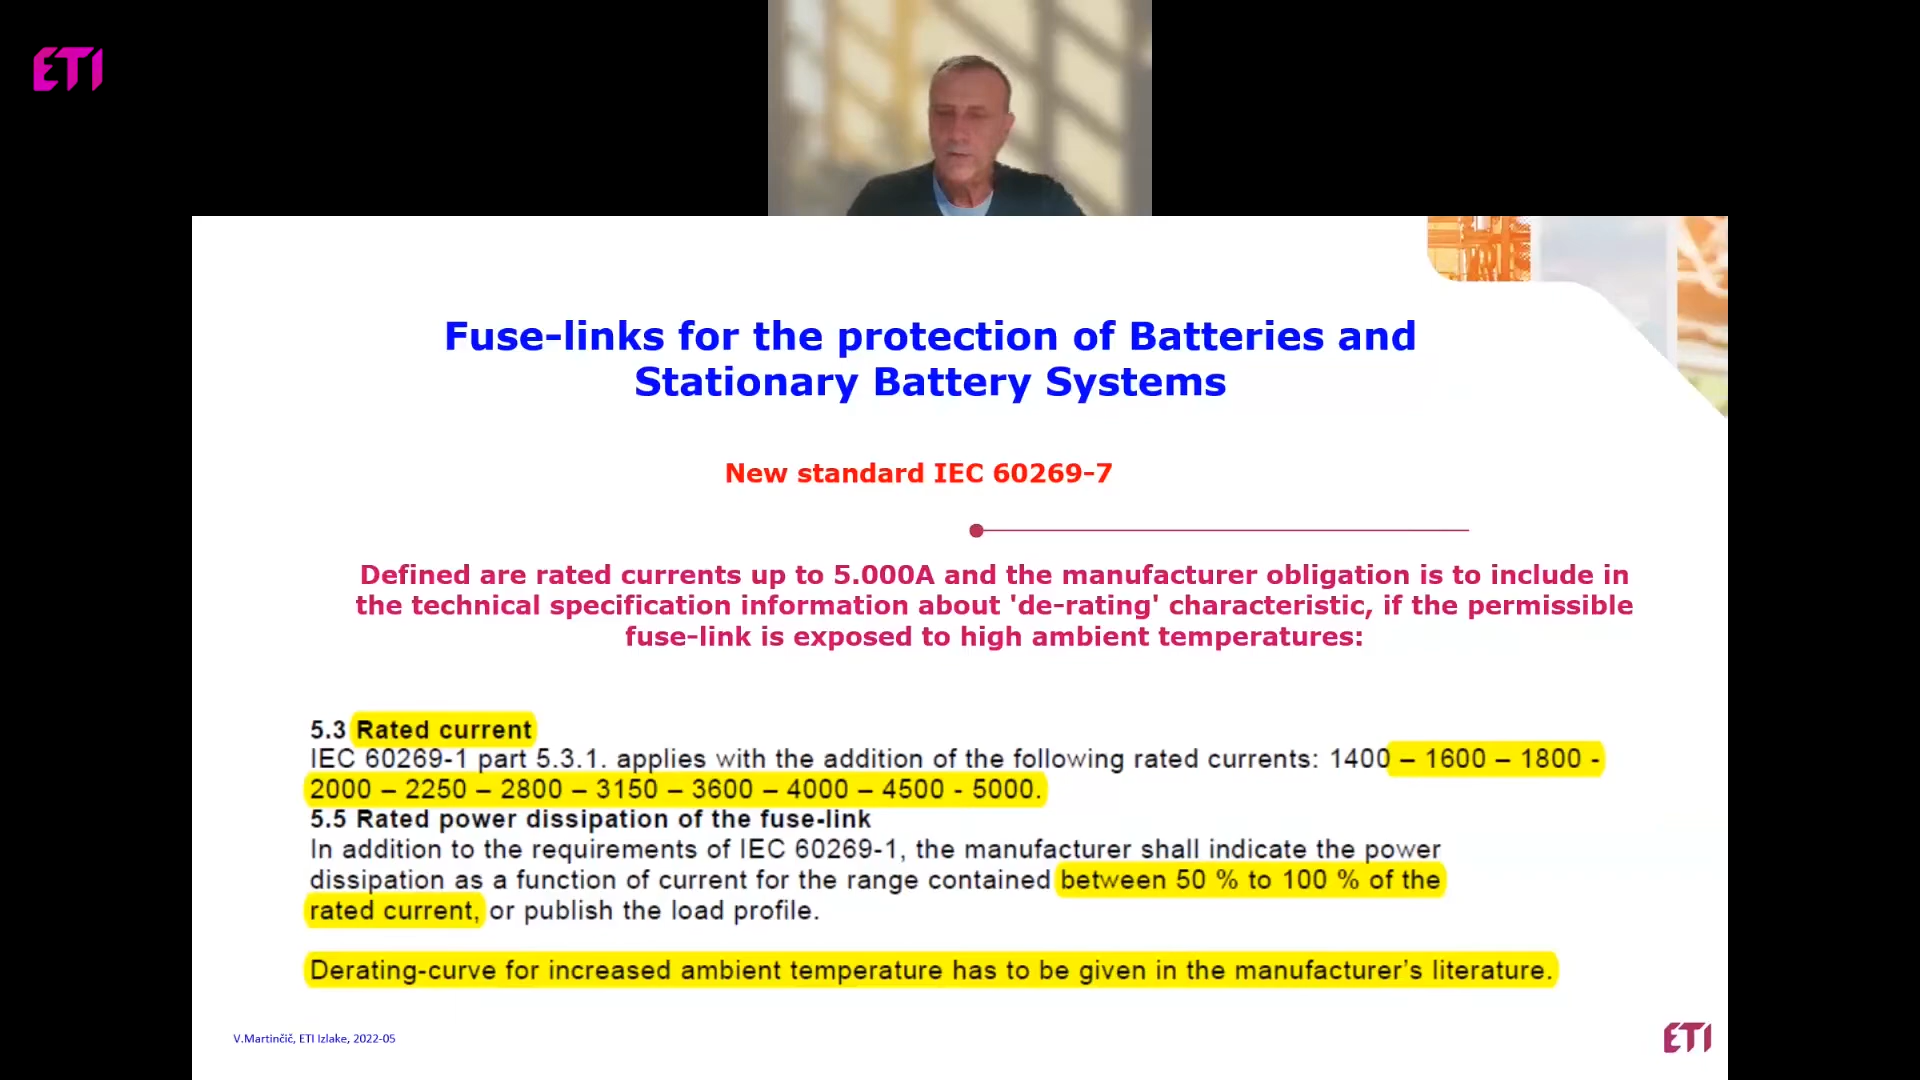 ETI
Fuse-links for the protection of Batteries and
Stationary Battery Systems
New standard IEC 60269-7
Defined are rated currents up to 5.000A and the manufacturer obligation is to include in
the technical specification information about 'de-rating' characteristic, if the permissible
fuse-link is exposed to high ambient temperatures:
5.3 Rated current
IEC 60269-1 part 5.3.1. applies with the addition of the following rated currents: 1400 – 1600 – 1800 -
2000 – 2250 – 2800 – 3150 – 3600 – 4000 – 4500 - 5000.
5.5 Rated power dissipation of the fuse-link
In addition to the requirements of IEC 60269-1, the manufacturer shall indicate the power
dissipation as a function of current for the range contained between 50 % to 100 % of the
rated current, or publish the load profile.
Derating-curve for increased ambient temperature has to be given in the manufacturer’s literature.
V.Martinčič, ETI Izlake, 2022-05
ETI